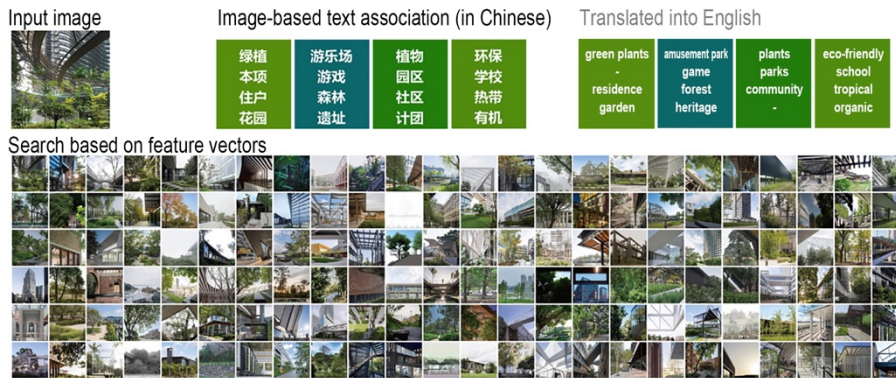 Input image
Image-based text association (in Chinese)
Translated into English
绿植
本项
住户
花园
游乐场
游戏
森林
遗址
植物
园区
社区
计团
环保
学校
热带
有机
green plants
-
residence
garden
amusement park
game
forest
heritage
plants
parks
community
-
eco-friendly
school
tropical
organic
Search based on feature vectors